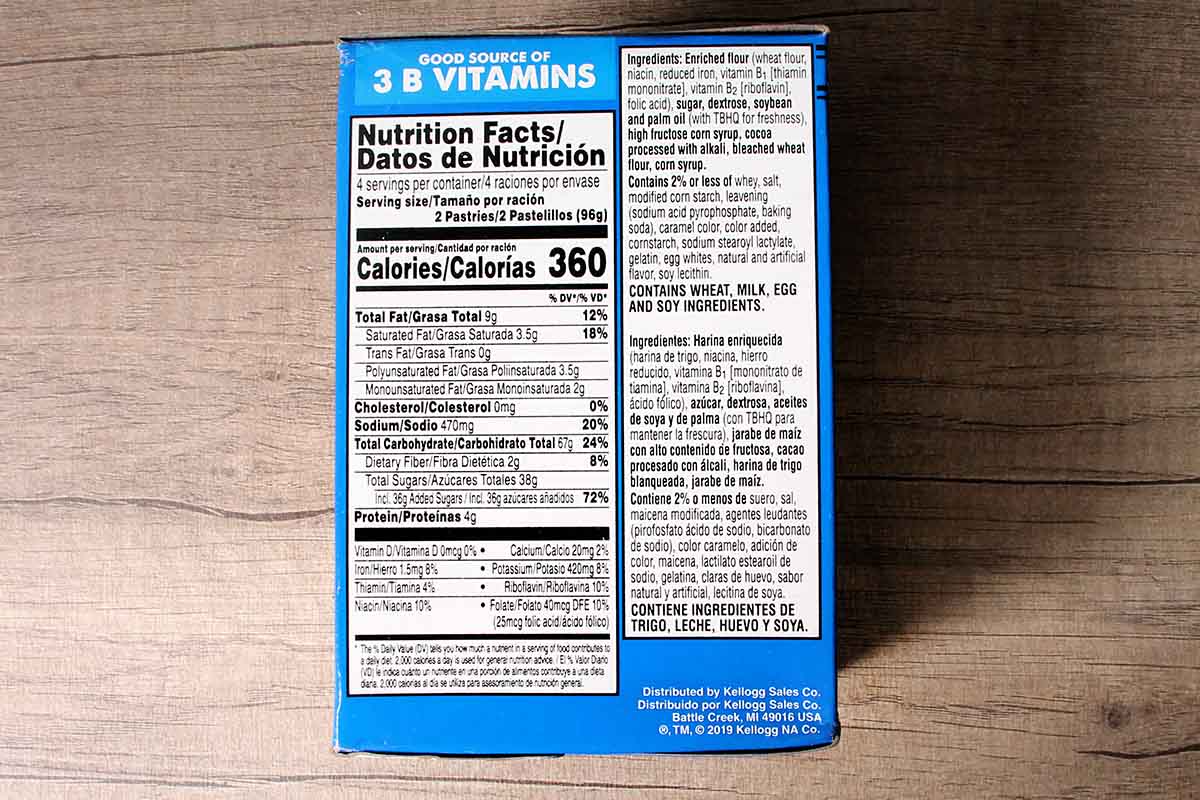 GOOD SOURCE OF
3 B VITAMINS
Nutrition Facts/
Datos de Nutrición
4 servings per container/4 raciones por envase
Serving size/Tamaño por ración
2 Pastries/2 Pastelillos (96g)
Amount per serving/Cantidad por ración
Calories/Calorías 360
% DV*/% VD*
Total Fat/Grasa Total 9g 12%
Saturated Fat/Grasa Saturada 3.5g 18%
Trans Fat/Grasa Trans 0g
Polyunsaturated Fat/Grasa Poliinsaturada 3.5g
Monounsaturated Fat/Grasa Monoinsaturada 2g
Cholesterol/Colesterol 0mg 0%
Sodium/Sodio 470mg 20%
Total Carbohydrate/Carbohidrato Total 67g 24%
Dietary Fiber/Fibra Dietética 2g 8%
Total Sugars/Azúcares Totales 38g
Incl. 36g Added Sugars / Incl. 36g azúcares añadidos 72%
Protein/Proteínas 4g
Vitamin D/Vitamina D 0mcg 0% • Calcium/Calcio 20mg 2%
Iron/Hierro 1.5mg 8% • Potassium/Potasio 420mg 8%
Thiamin/Tiamina 4% • Riboflavin/Riboflavina 10%
Niacin/Niacina 10% • Folate/Folato 40mcg DFE 10%
(25mcg folic acid/ácido fólico)
* The % Daily Value (DV) tells you how much a nutrient in a serving of food contributes to
a daily diet. 2,000 calories a day is used for general nutrition advice. / El % Valor Diario
(VD) le indica cuánto un nutriente en una porción de alimentos contribuye a una dieta
diaria. 2,000 calorías al día se utiliza para asesoramiento de nutrición general.
Ingredients: Enriched flour (wheat flour,
niacin, reduced iron, vitamin B1 [thiamin
mononitrate], vitamin B2 [riboflavin],
folic acid), sugar, dextrose, soybean
and palm oil (with TBHQ for freshness),
high fructose corn syrup, cocoa
processed with alkali, bleached wheat
flour, corn syrup.
Contains 2% or less of whey, salt,
modified corn starch, leavening
(sodium acid pyrophosphate, baking
soda), caramel color, color added,
cornstarch, sodium stearoyl lactylate,
gelatin, egg whites, natural and artificial
flavor, soy lecithin.
CONTAINS WHEAT, MILK, EGG
AND SOY INGREDIENTS.
Ingredientes: Harina enriquecida
(harina de trigo, niacina, hierro
reducido, vitamina B1 [mononitrato de
tiamina], vitamina B2 [riboflavina],
ácido fólico), azúcar, dextrosa, aceites
de soya y de palma (con TBHQ para
mantener la frescura), jarabe de maíz
con alto contenido de fructosa, cacao
procesado con álcali, harina de trigo
blanqueada, jarabe de maíz.
Contiene 2% o menos de suero, sal,
maicena modificada, agentes leudantes
(pirofosfato ácido de sodio, bicarbonato
de sodio), color caramelo, adición de
color, maicena, lactilato estearoil de
sodio, gelatina, claras de huevo, sabor
natural y artificial, lecitina de soya.
CONTIENE INGREDIENTES DE
TRIGO, LECHE, HUEVO Y SOYA.
Distributed by Kellogg Sales Co.
Distribuido por Kellogg Sales Co.
Battle Creek, MI 49016 USA
®, TM, © 2019 Kellogg NA Co.